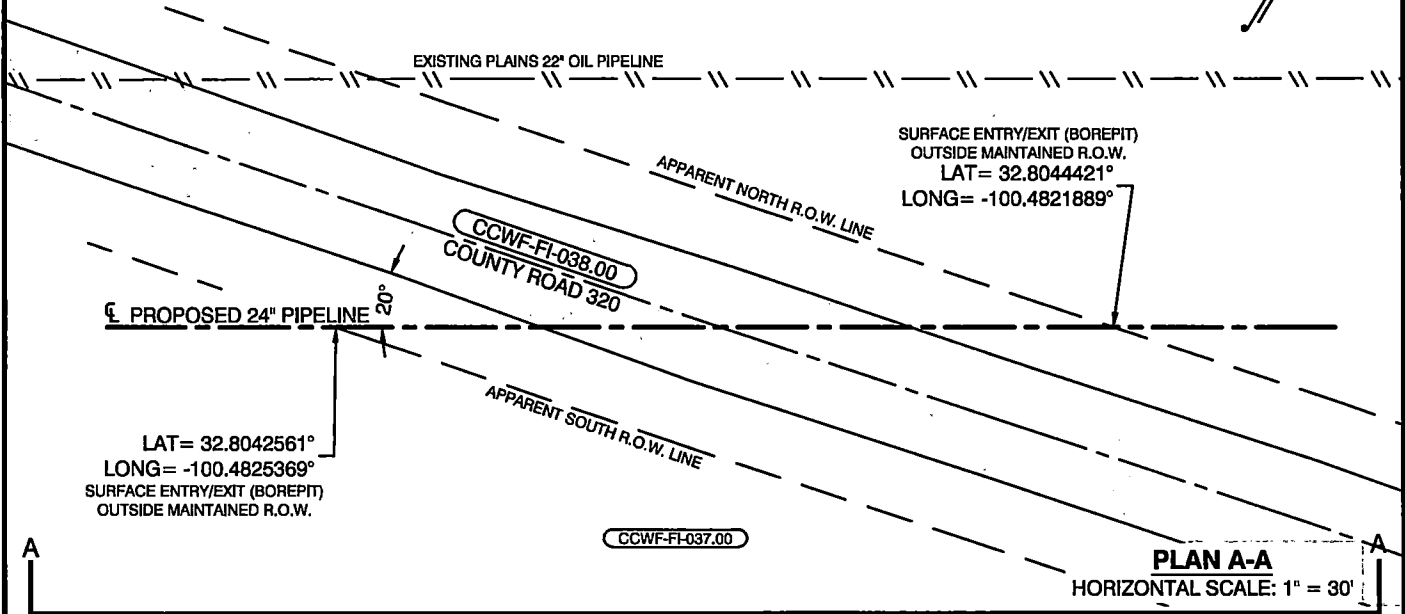 EXISTING PLAINS 22" OIL PIPELINE
SURFACE ENTRY/EXIT (BOREPIT)
OUTSIDE MAINTAINED R.O.W.
LAT= 32.8044421°
LONG= -100.4821889°
APPARENT NORTH R.O.W. LINE
CCWF-FI-038.00
COUNTY ROAD 320
20°
℄ PROPOSED 24" PIPELINE
APPARENT SOUTH R.O.W. LINE
LAT= 32.8042561°
LONG= -100.4825369°
SURFACE ENTRY/EXIT (BOREPIT)
OUTSIDE MAINTAINED R.O.W.
CCWF-FI-037.00
A
A
PLAN A-A
HORIZONTAL SCALE: 1" = 30'